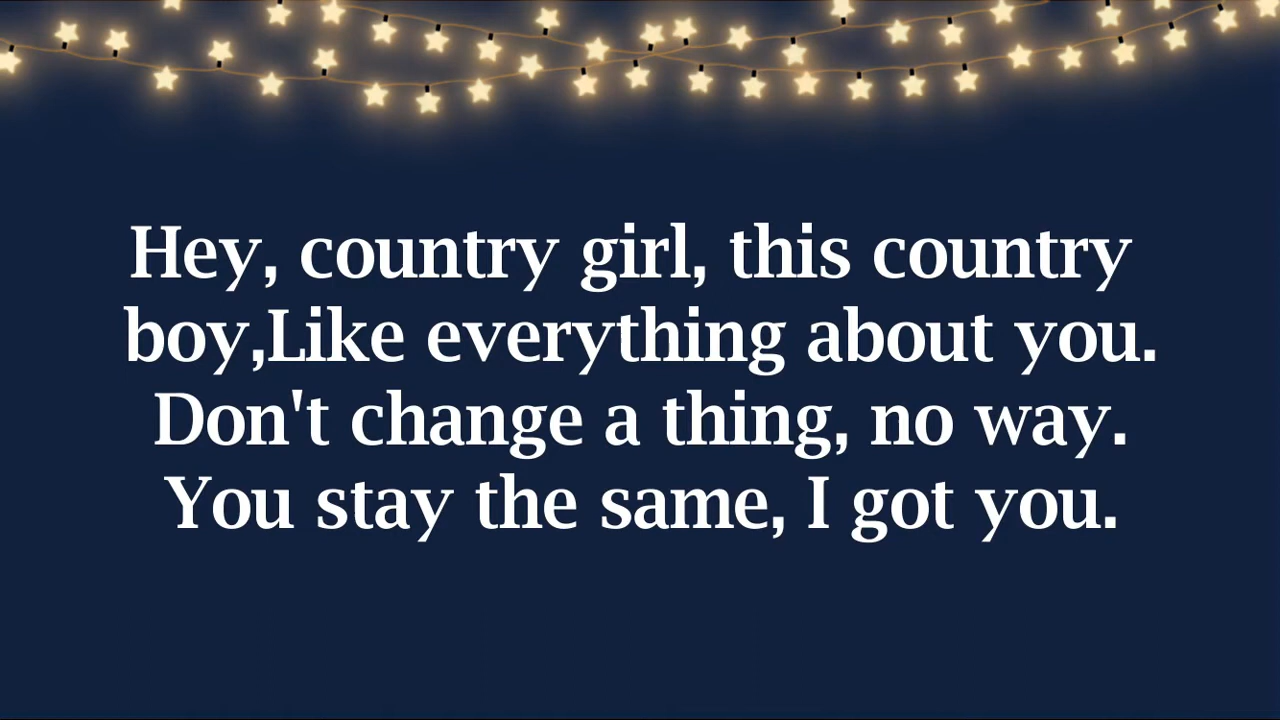 Hey, country girl, this country
boy,Like everything about you.
Don't change a thing, no way.
You stay the same, I got you.